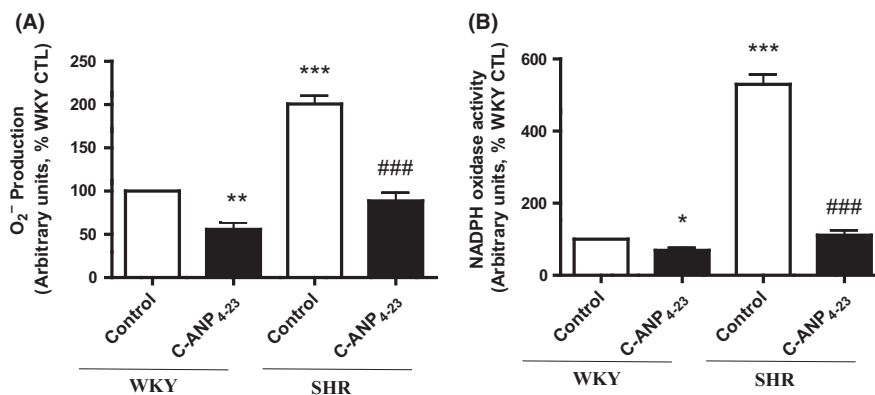 (A)
O₂⁻ Production
(Arbitrary units, % WKY CTL)
250
200
150
100
50
0
**
***
###
Control
C-ANP₄₋₂₃
Control
C-ANP₄₋₂₃
WKY
SHR
(B)
NADPH oxidase activity
(Arbitrary units, % WKY CTL)
600
400
200
0
*
***
###
Control
C-ANP₄₋₂₃
Control
C-ANP₄₋₂₃
WKY
SHR